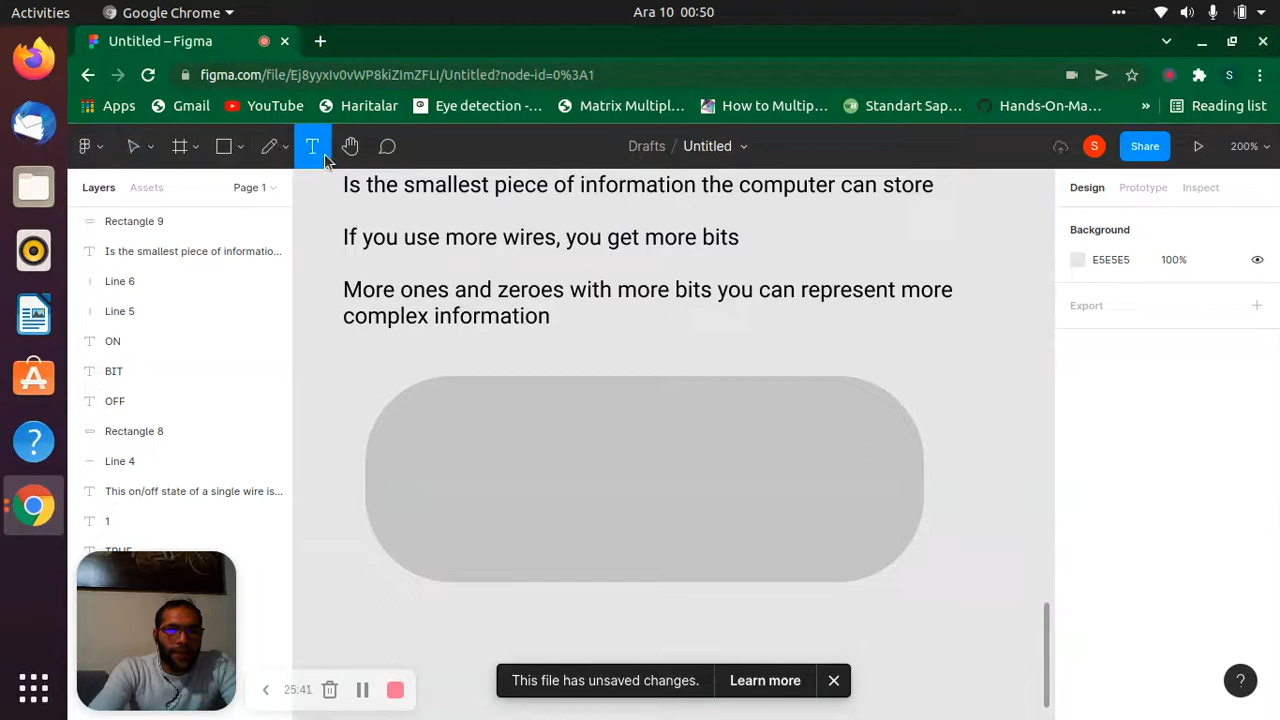 Activities
Google Chrome
Ara 10 00:50
Untitled – Figma
figma.com/file/Ej8yyxIv0vWP8kiZImZFLI/Untitled?node-id=0%3A1
S
Apps
Gmail
YouTube
Haritalar
Eye detection -...
Matrix Multipl...
How to Multip...
Standart Sap...
Hands-On-Ma...
»
Reading list
Drafts / Untitled
S
Share
200%
Layers
Assets
Page 1
Rectangle 9
Is the smallest piece of informatio...
Line 6
Line 5
ON
BIT
OFF
Rectangle 8
Line 4
This on/off state of a single wire is...
1
TRUE
Is the smallest piece of information the computer can store
If you use more wires, you get more bits
More ones and zeroes with more bits you can represent more
complex information
Design
Prototype
Inspect
Background
E5E5E5
100%
Export
25:41
This file has unsaved changes.
Learn more
?